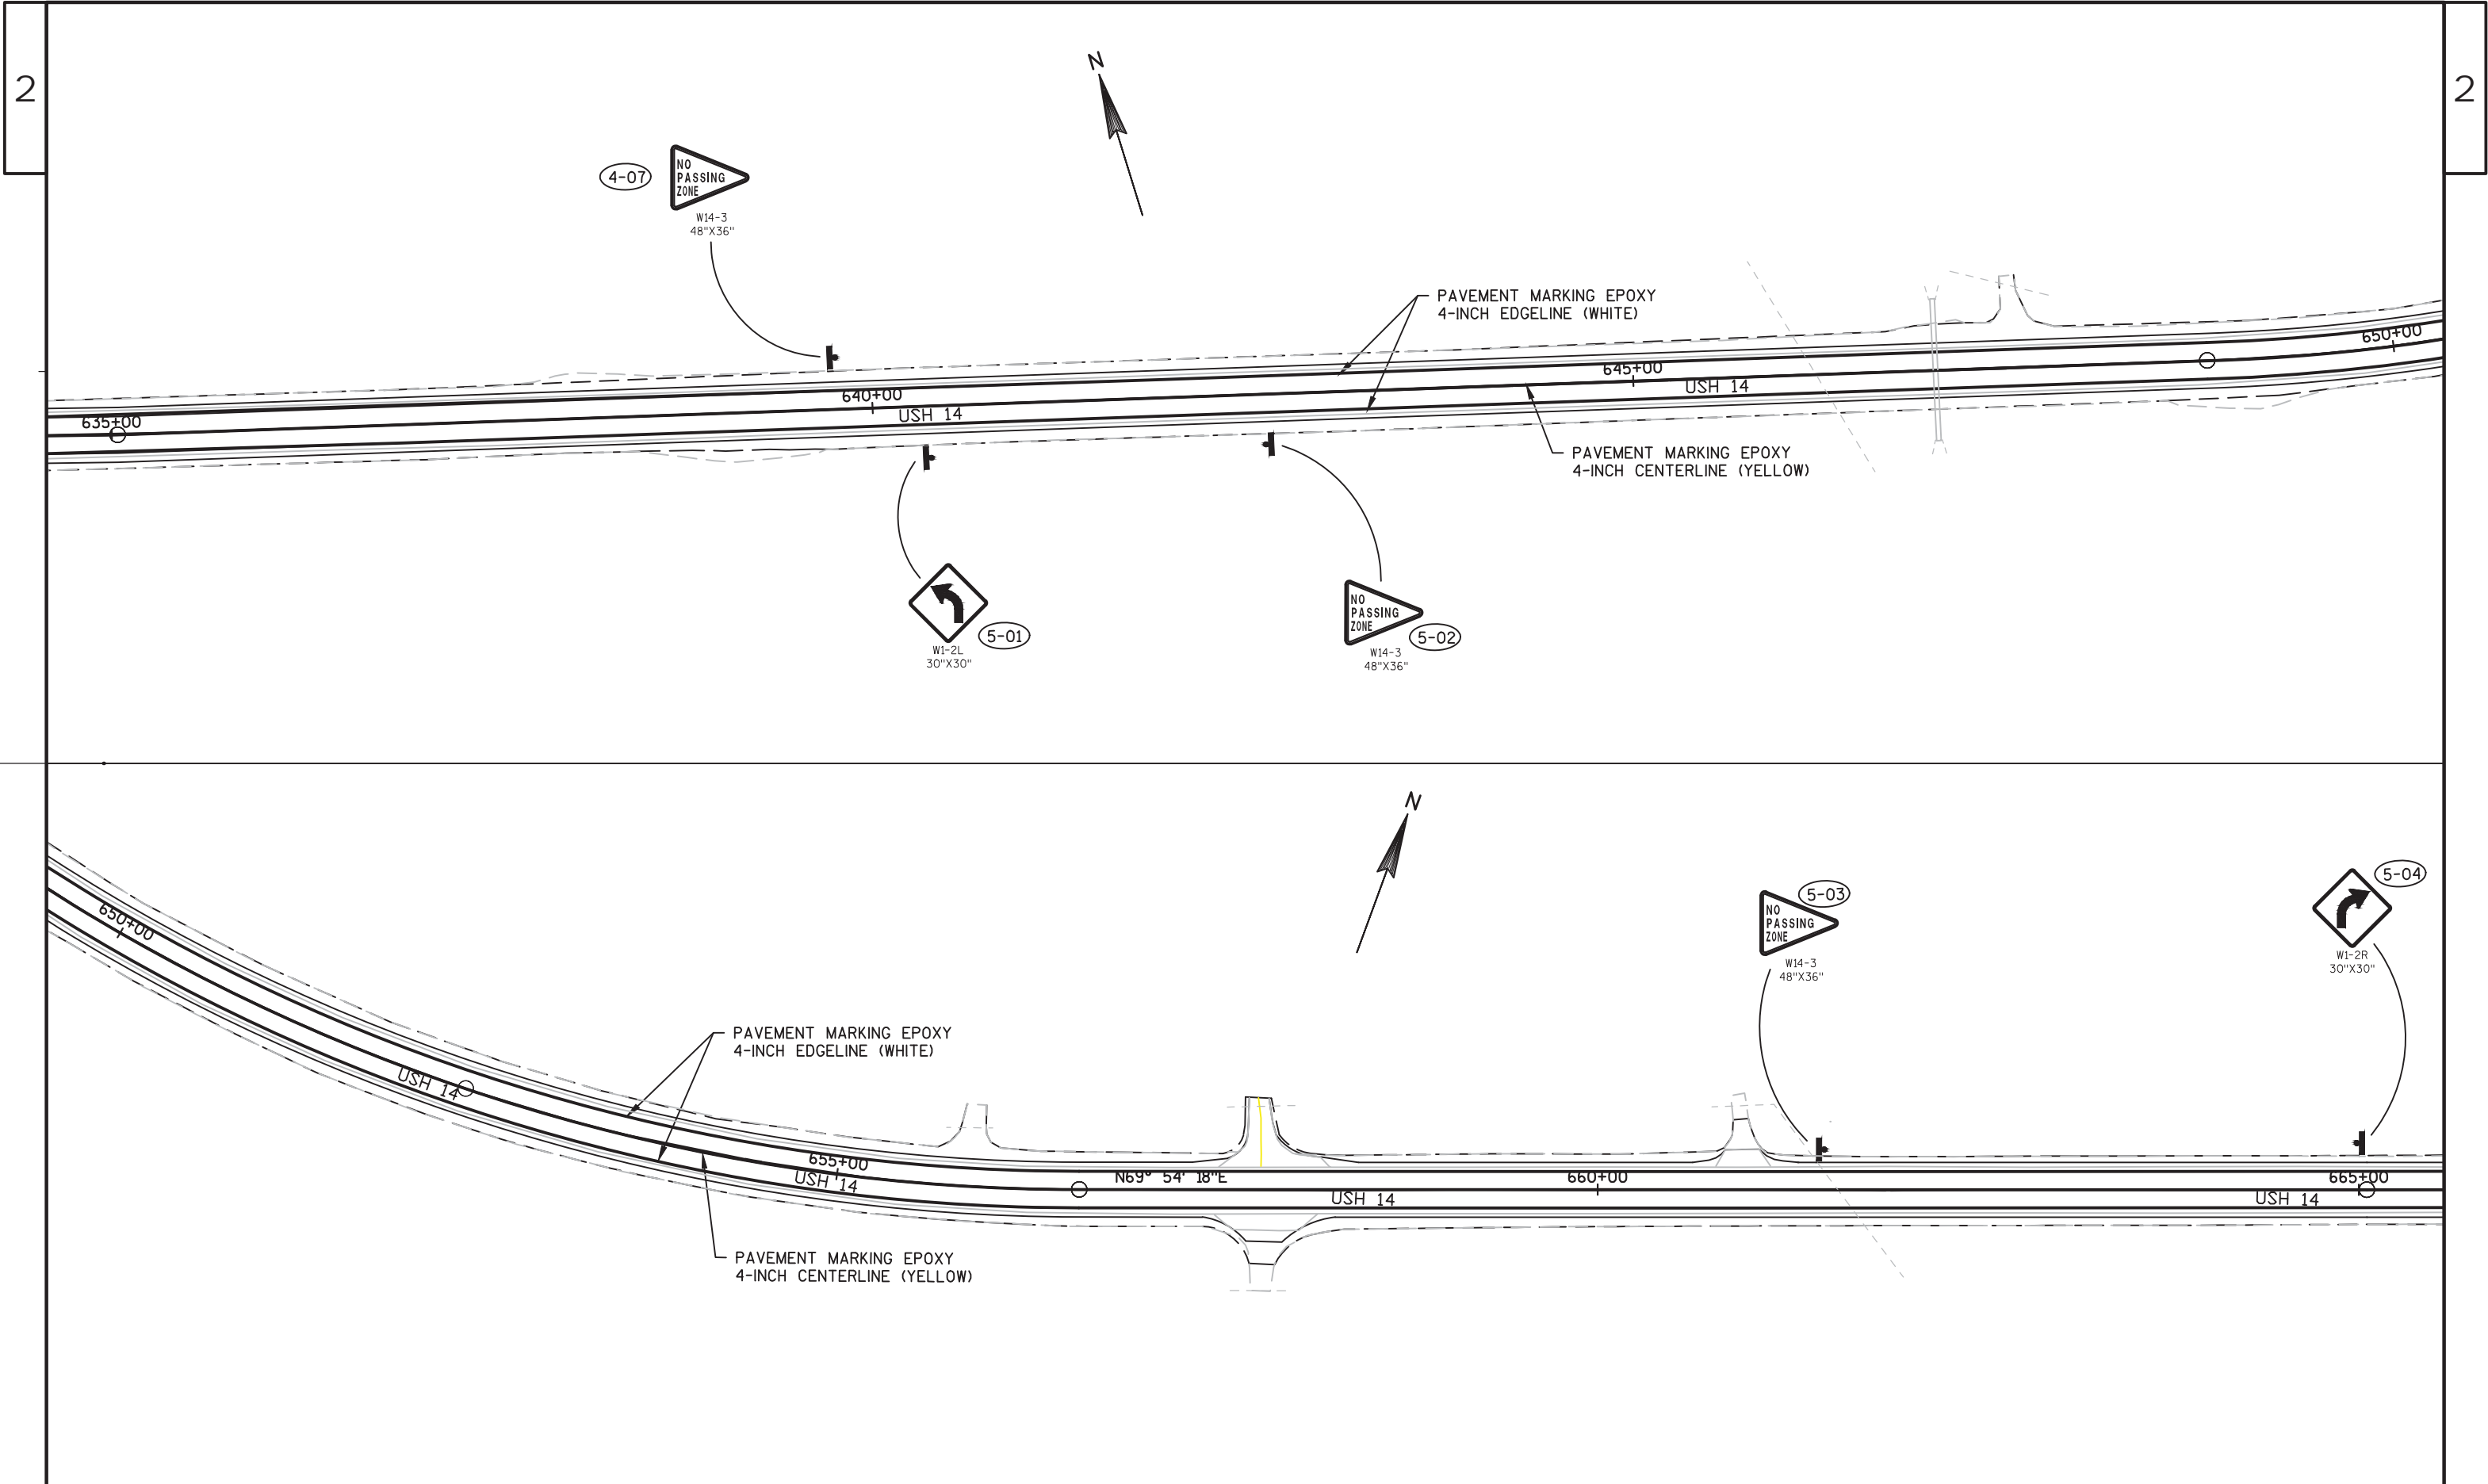 2
2
N
4-07
NO
PASSING
ZONE
W14-3
48"X36"
PAVEMENT MARKING EPOXY
4-INCH EDGELINE (WHITE)
650+00
645+00
USH 14
640+00
USH 14
635+00
PAVEMENT MARKING EPOXY
4-INCH CENTERLINE (YELLOW)
5-01
W1-2L
30"X30"
NO
PASSING
ZONE
5-02
W14-3
48"X36"
N
5-04
W1-2R
30"X30"
5-03
NO
PASSING
ZONE
W14-3
48"X36"
650+00
PAVEMENT MARKING EPOXY
4-INCH EDGELINE (WHITE)
USH 14
655+00
USH 14
N69° 54' 18"E
USH 14
660+00
665+00
USH 14
PAVEMENT MARKING EPOXY
4-INCH CENTERLINE (YELLOW)